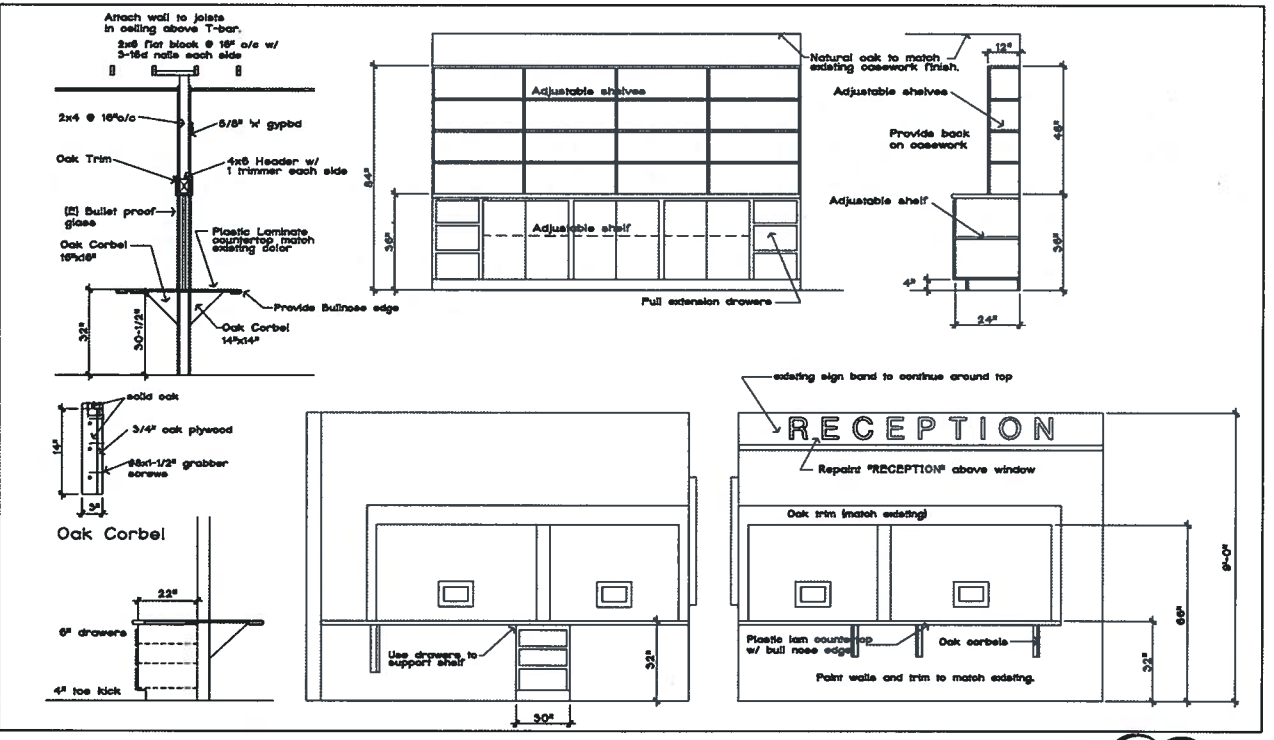 Attach wall to joists
in ceiling above T-bar.
2x6 flat block @ 16" o/c w/
3-16d nails each side
2x4 @ 16"o/c
5/8" 'x' gypbd
Oak Trim
4x6 Header w/
1 trimmer each side
(E) Bullet proof
glass
Oak Corbel
16"x16"
Plastic Laminate
countertop match
existing color
Provide Bullnose edge
Oak Corbel
14"x14"
32"
30-1/2"
solid oak
3/4" oak plywood
#8x1-1/2" grabber
screws
14"
3"
Oak Corbel
22"
6" drawers
4" toe kick
Natural oak to match
existing casework finish.
Adjustable shelves
Adjustable shelf
84"
36"
Full extension drawers
12"
Adjustable shelves
Provide back
on casework
Adjustable shelf
48"
36"
4"
24"
Use drawers to
support shelf
32"
30"
existing sign band to continue around top
RECEPTION
Repaint "RECEPTION" above window
Oak trim (match existing)
Plastic lam countertop
w/ bull nose edge
Oak corbels
Paint walls and trim to match existing.
32"
66"
9'-0"